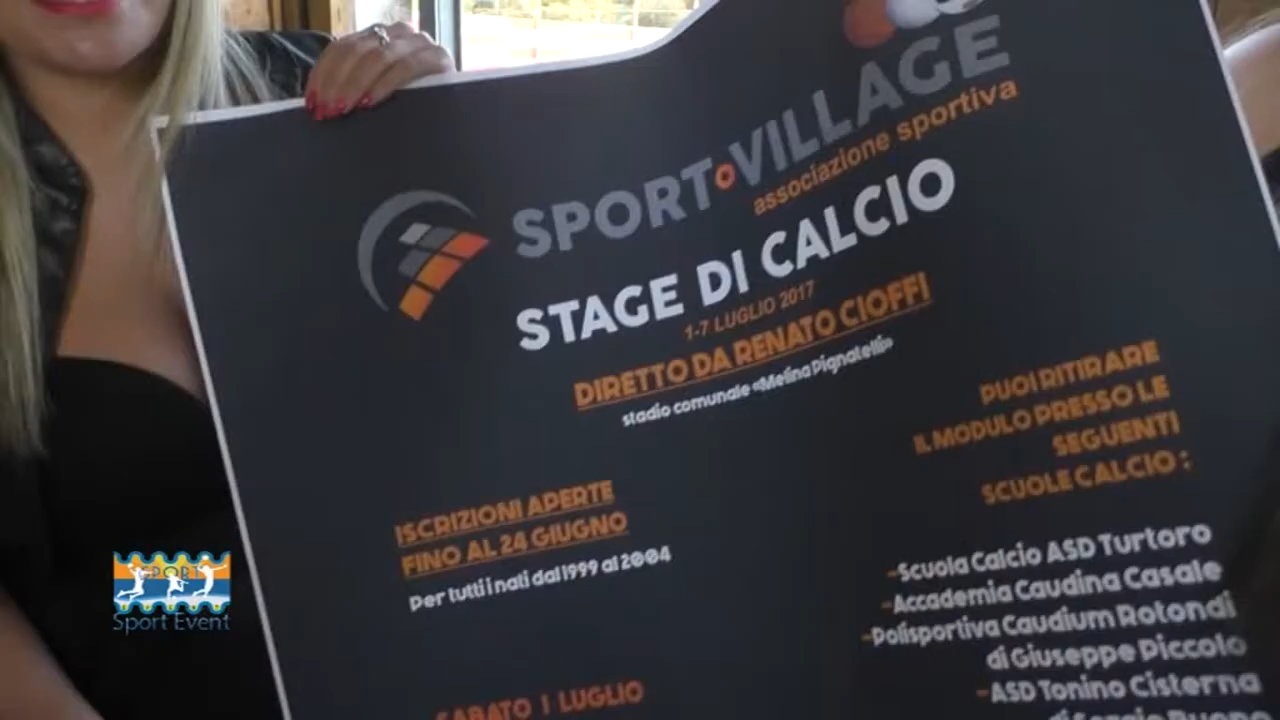 SPORT VILLAGE
associazione sportiva
STAGE DI CALCIO
1-7 LUGLIO 2017
DIRETTO DA RENATO CIOFFI
stadio comunale «Melina Pignatelli»
PUOI RITIRARE
IL MODULO PRESSO LE
SEGUENTI
SCUOLE CALCIO :
ISCRIZIONI APERTE
FINO AL 24 GIUGNO
Per tutti i nati dal 1999 al 2004
-Scuola Calcio ASD Turtoro
-Accademia Caudina Casale
-Polisportiva Caudium Rotondi
di Giuseppe Piccolo
-ASD Tonino Cisterna
SABATO 1 LUGLIO
SPORT
Sport Event